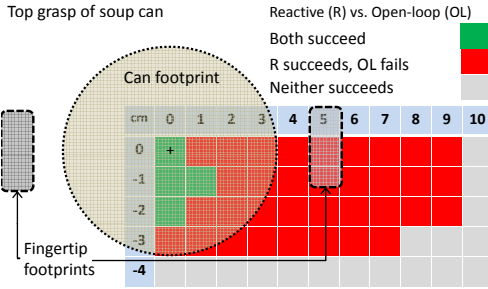 Top grasp of soup can
Reactive (R) vs. Open-loop (OL)
Both succeed
R succeeds, OL fails
Neither succeeds
Can footprint
cm 0 1 2 3 4 5 6 7 8 9 10
0 +
-1
-2
-3
-4
Fingertip
footprints